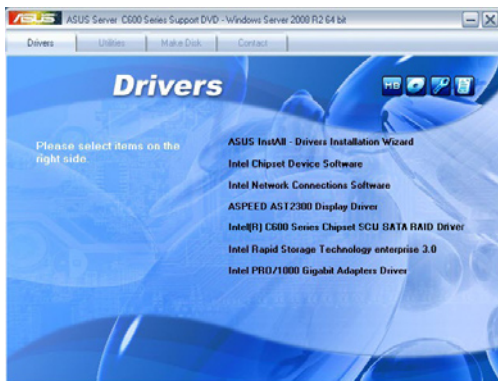 ASUS ASUS Server C600 Series Support DVD - Windows Server 2008 R2 64 bit
Drivers Utilities Make Disk Contact
Drivers
MB
Please select items on the
right side.
ASUS InstAll - Drivers Installation Wizard
Intel Chipset Device Software
Intel Network Connections Software
ASPEED AST2300 Display Driver
Intel(R) C600 Series Chipset SCU SATA RAID Driver
Intel Rapid Storage Technology enterprise 3.0
Intel PRO/1000 Gigabit Adapters Driver